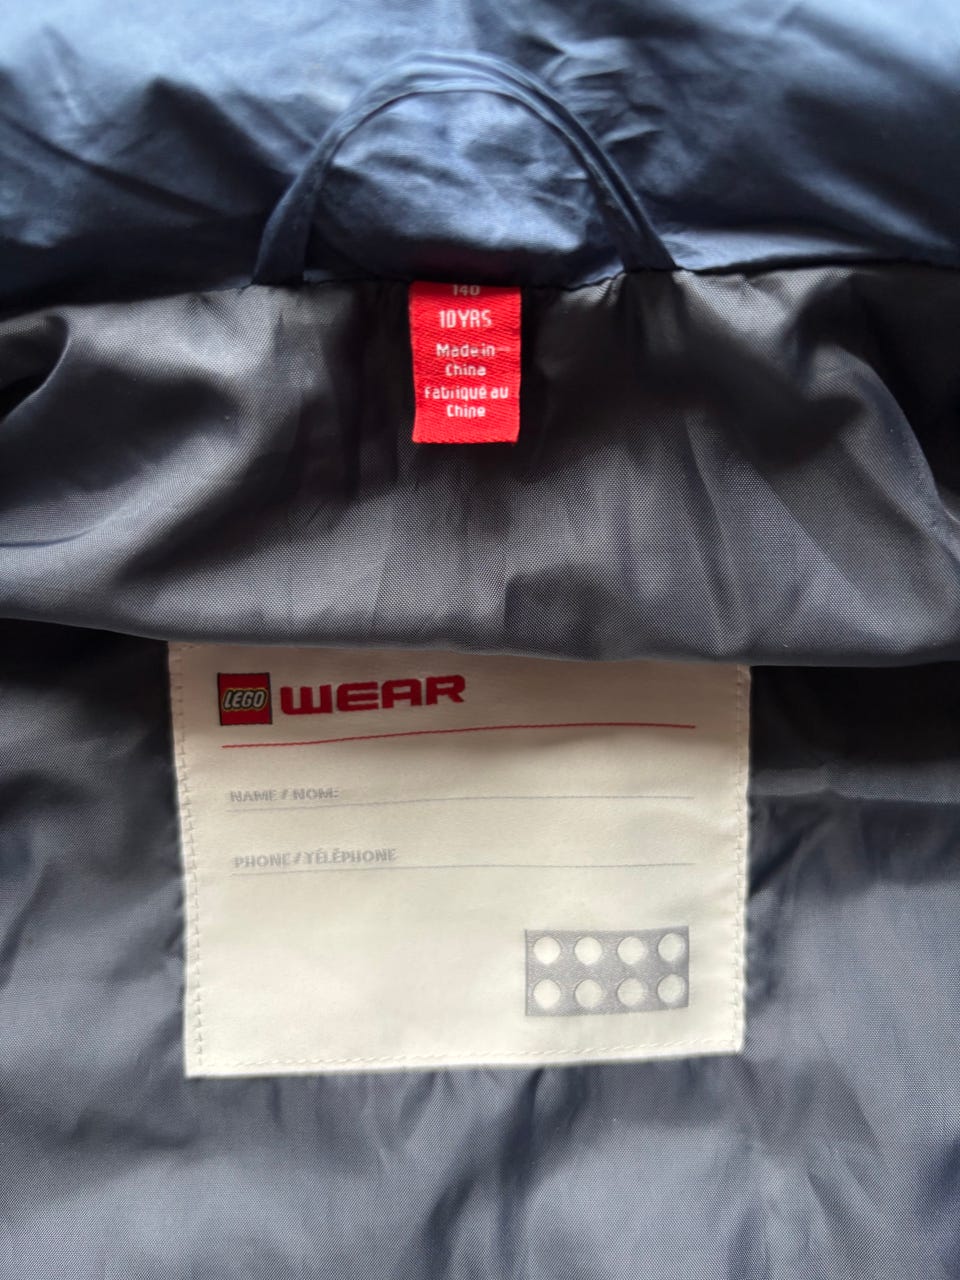 140
10YRS
Made in
China
Fabriqué au
Chine
LEGO WEAR
NAME / NOM:
PHONE / TÉLÉPHONE